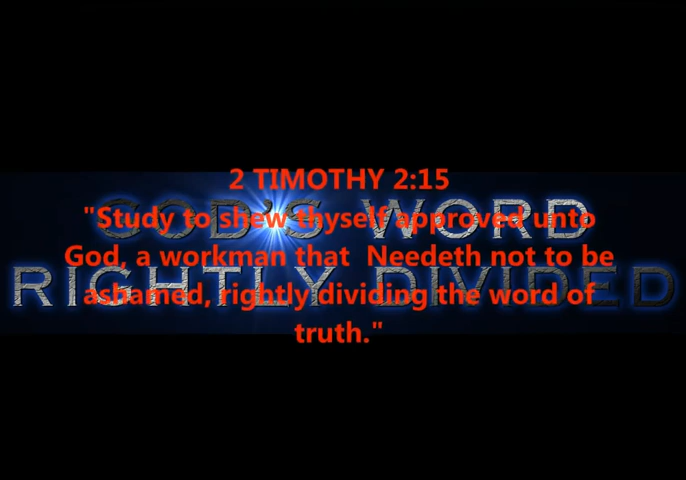 2 TIMOTHY 2:15
GOD'S WORD
"Study to shew thyself approved unto
God, a workman that Needeth not to be
RIGHTLY DIVIDED
ashamed, rightly dividing the word of
truth."